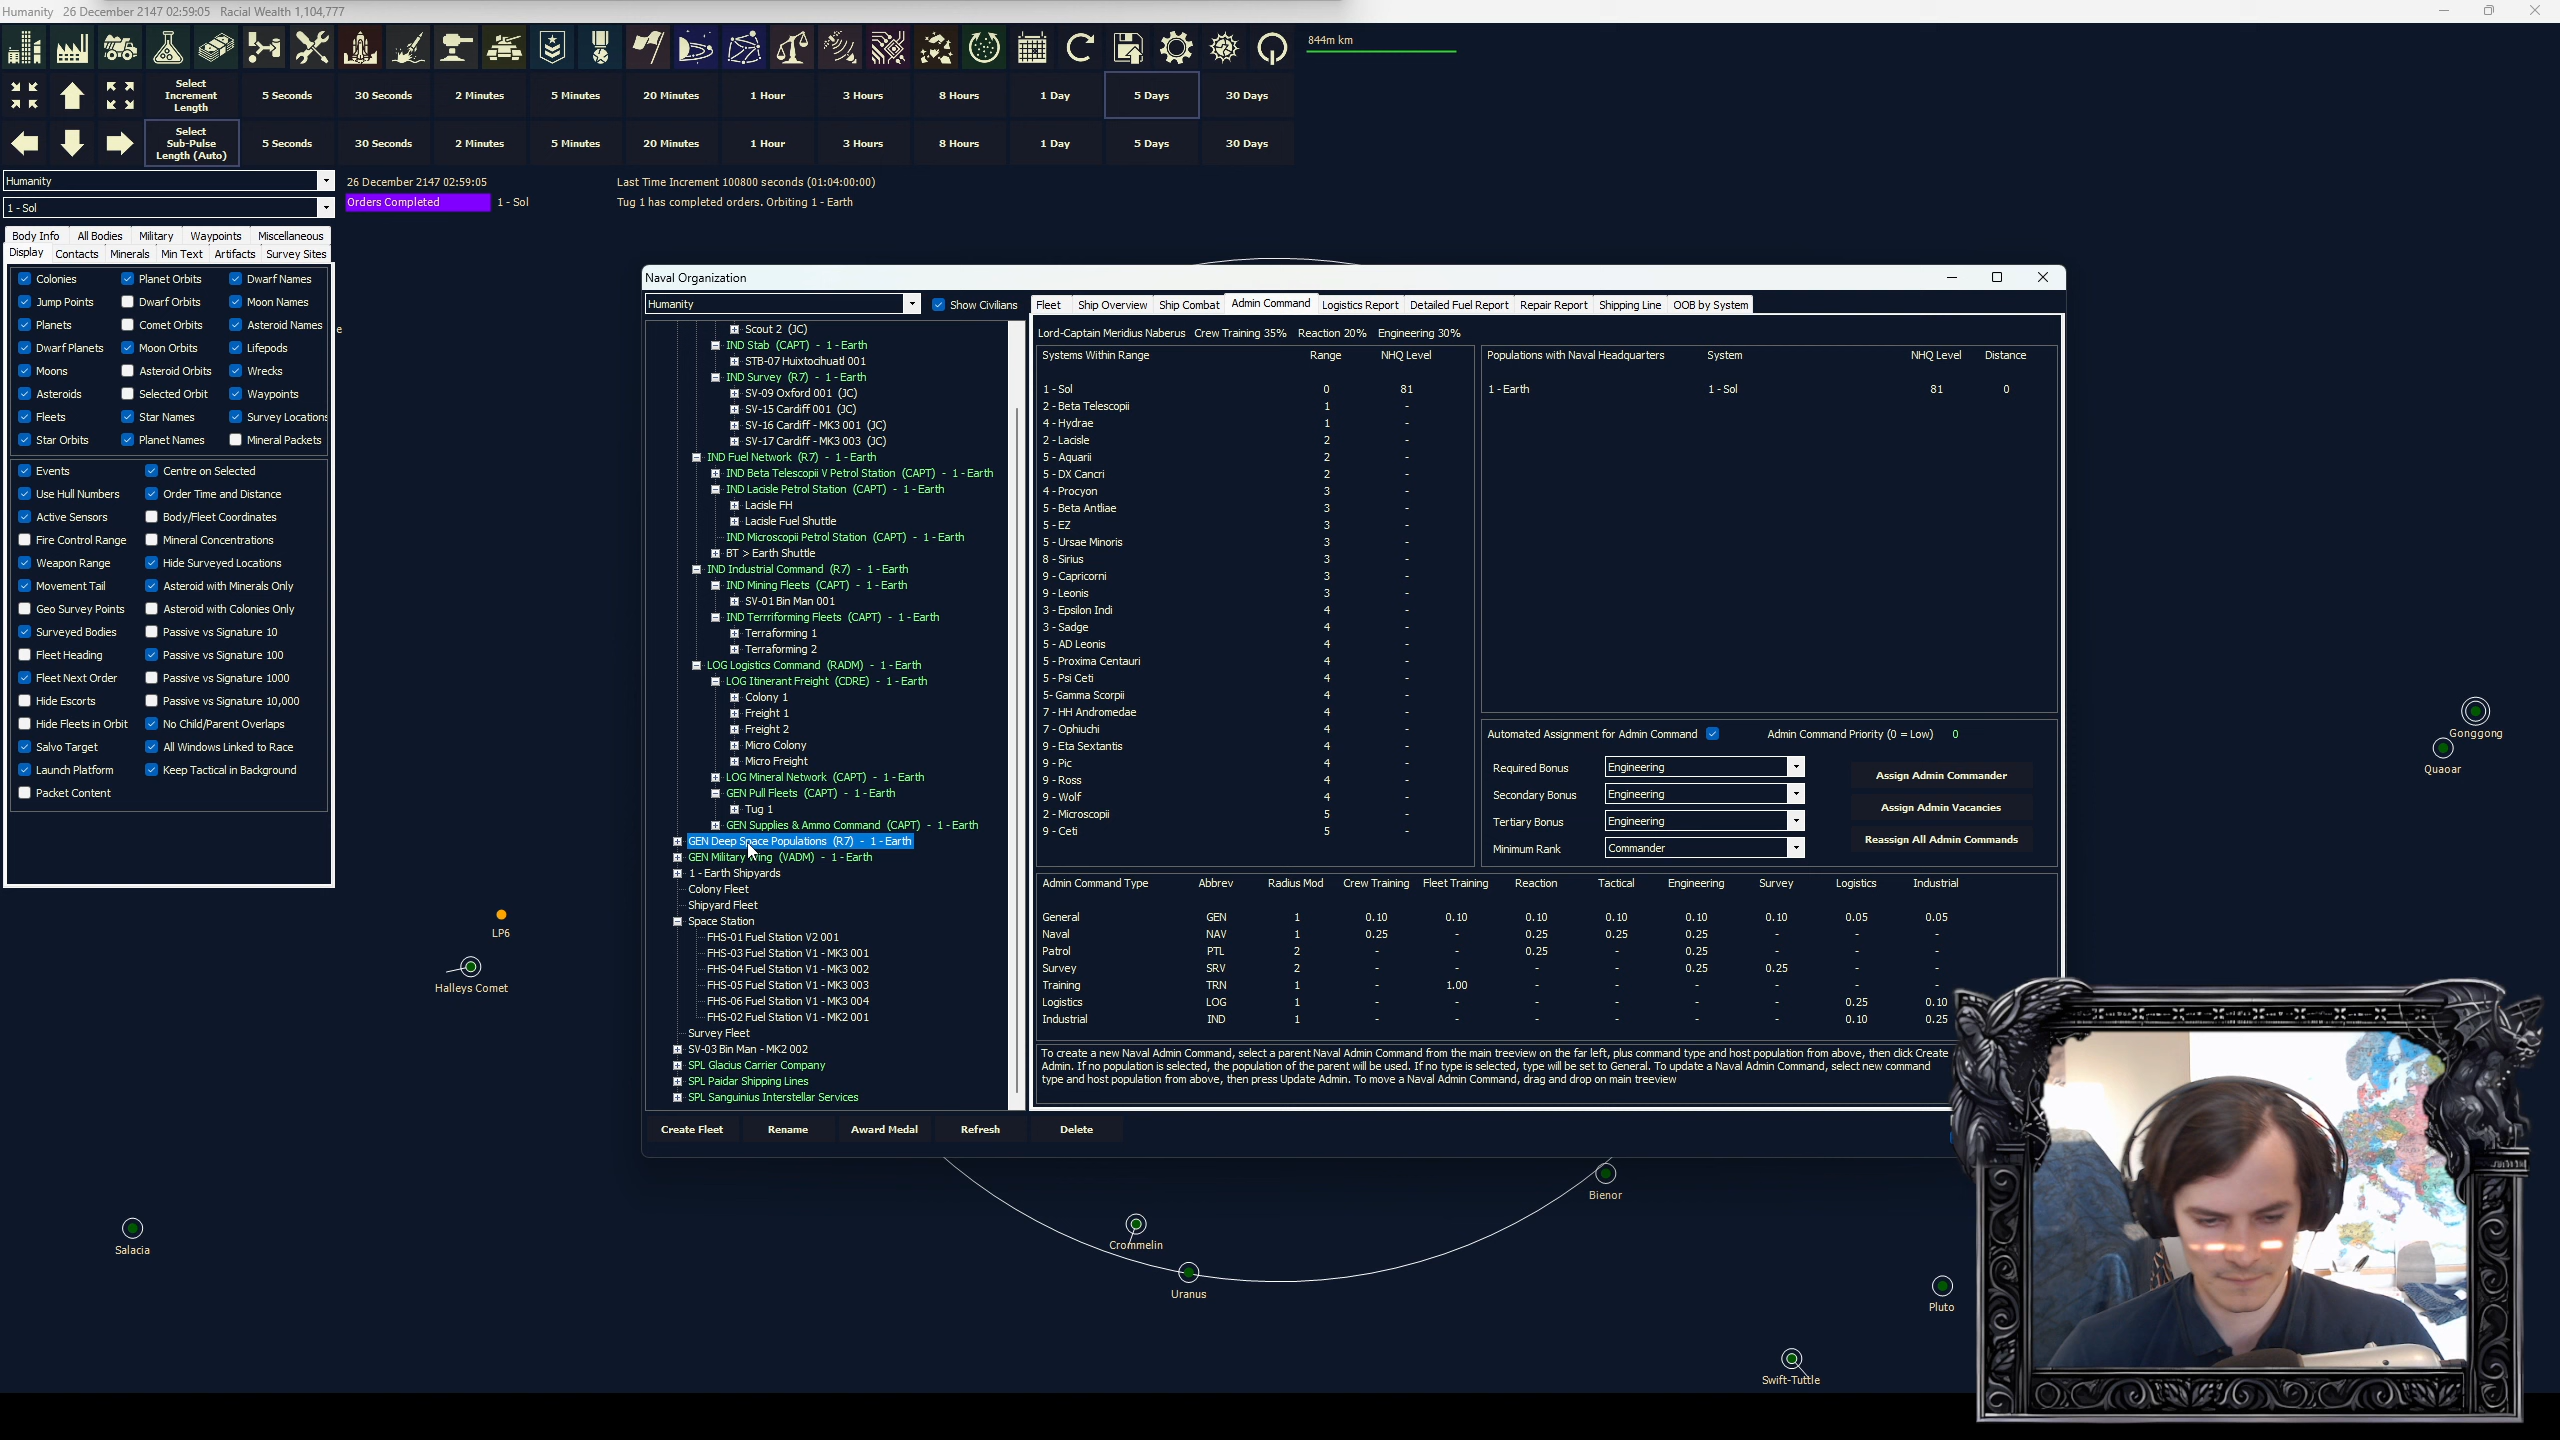 Humanity   26 December 2147 02:59:05   Racial Wealth 1,104,777
844m km
Select Increment Length
5 Seconds
30 Seconds
2 Minutes
5 Minutes
20 Minutes
1 Hour
3 Hours
8 Hours
1 Day
5 Days
30 Days
Select Sub-Pulse Length (Auto)
5 Seconds
30 Seconds
2 Minutes
5 Minutes
20 Minutes
1 Hour
3 Hours
8 Hours
1 Day
5 Days
30 Days
Humanity
1 - Sol
26 December 2147 02:59:05
Last Time Increment 100800 seconds (01:04:00:00)
Orders Completed
1 - Sol
Tug 1 has completed orders. Orbiting 1 - Earth
Body Info   All Bodies   Military   Waypoints   Miscellaneous
Display   Contacts   Minerals   Min Text   Artifacts   Survey Sites
Colonies   Planet Orbits   Dwarf Names
Jump Points   Dwarf Orbits   Moon Names
Planets   Comet Orbits   Asteroid Names
Dwarf Planets   Moon Orbits   Lifepods
Moons   Asteroid Orbits   Wrecks
Asteroids   Selected Orbit   Waypoints
Fleets   Star Names   Survey Locations
Star Orbits   Planet Names   Mineral Packets
Events   Centre on Selected
Use Hull Numbers   Order Time and Distance
Active Sensors   Body/Fleet Coordinates
Fire Control Range   Mineral Concentrations
Weapon Range   Hide Surveyed Locations
Movement Tail   Asteroid with Minerals Only
Geo Survey Points   Asteroid with Colonies Only
Surveyed Bodies   Passive vs Signature 10
Fleet Heading   Passive vs Signature 100
Fleet Next Order   Passive vs Signature 1000
Hide Escorts   Passive vs Signature 10,000
Hide Fleets in Orbit   No Child/Parent Overlaps
Salvo Target   All Windows Linked to Race
Launch Platform   Keep Tactical in Background
Packet Content
Naval Organization
Humanity
Show Civilians
Fleet   Ship Overview   Ship Combat   Admin Command   Logistics Report   Detailed Fuel Report   Repair Report   Shipping Line   OOB by System
Scout 2  (JC)
IND Stab  (CAPT)  -  1 - Earth
STB-07 Huixtocihuatl 001
IND Survey  (R7)  -  1 - Earth
SV-09 Oxford 001  (JC)
SV-15 Cardiff 001  (JC)
SV-16 Cardiff - MK3 001  (JC)
SV-17 Cardiff - MK3 003  (JC)
IND Fuel Network  (R7)  -  1 - Earth
IND Beta Telescopii V Petrol Station  (CAPT)  -  1 - Earth
IND Lacisle Petrol Station  (CAPT)  -  1 - Earth
Lacisle FH
Lacisle Fuel Shuttle
IND Microscopii Petrol Station  (CAPT)  -  1 - Earth
BT > Earth Shuttle
IND Industrial Command  (R7)  -  1 - Earth
IND Mining Fleets  (CAPT)  -  1 - Earth
SV-01 Bin Man 001
IND Terrriforming Fleets  (CAPT)  -  1 - Earth
Terraforming 1
Terraforming 2
LOG Logistics Command  (RADM)  -  1 - Earth
LOG Itinerant Freight  (CDRE)  -  1 - Earth
Colony 1
Freight 1
Freight 2
Micro Colony
Micro Freight
LOG Mineral Network  (CAPT)  -  1 - Earth
GEN Pull Fleets  (CAPT)  -  1 - Earth
Tug 1
GEN Supplies & Ammo Command  (CAPT)  -  1 - Earth
GEN Deep Space Populations  (R7)  -  1 - Earth
GEN Military Wing  (VADM)  -  1 - Earth
1 - Earth Shipyards
Colony Fleet
Shipyard Fleet
Space Station
FHS-01 Fuel Station V2 001
FHS-03 Fuel Station V1 - MK3 001
FHS-04 Fuel Station V1 - MK3 002
FHS-05 Fuel Station V1 - MK3 003
FHS-06 Fuel Station V1 - MK3 004
FHS-02 Fuel Station V1 - MK2 001
Survey Fleet
SV-03 Bin Man - MK2 002
SPL Glacius Carrier Company
SPL Paidar Shipping Lines
SPL Sanguinius Interstellar Services
Create Fleet   Rename   Award Medal   Refresh   Delete
Lord-Captain Meridius Naberus   Crew Training 35%   Reaction 20%   Engineering 30%
Systems Within Range   Range   NHQ Level
1 - Sol   0   81
2 - Beta Telescopii   1   -
4 - Hydrae   1   -
2 - Lacisle   2   -
5 - Aquarii   2   -
5 - DX Cancri   2   -
4 - Procyon   3   -
5 - Beta Antliae   3   -
5 - EZ   3   -
5 - Ursae Minoris   3   -
8 - Sirius   3   -
9 - Capricorni   3   -
9 - Leonis   3   -
3 - Epsilon Indi   4   -
3 - Sadge   4   -
5 - AD Leonis   4   -
5 - Proxima Centauri   4   -
5 - Psi Ceti   4   -
5- Gamma Scorpii   4   -
7 - HH Andromedae   4   -
7 - Ophiuchi   4   -
9 - Eta Sextantis   4   -
9 - Pic   4   -
9 - Ross   4   -
9 - Wolf   4   -
2 - Microscopii   5   -
9 - Ceti   5   -
Populations with Naval Headquarters   System   NHQ Level   Distance
1 - Earth   1 - Sol   81   0
Automated Assignment for Admin Command   Admin Command Priority (0 = Low)   0
Required Bonus   Engineering   Assign Admin Commander
Secondary Bonus   Engineering   Assign Admin Vacancies
Tertiary Bonus   Engineering   Reassign All Admin Commands
Minimum Rank   Commander
Admin Command Type   Abbrev   Radius Mod   Crew Training   Fleet Training   Reaction   Tactical   Engineering   Survey   Logistics   Industrial
General   GEN   1   0.10   0.10   0.10   0.10   0.10   0.10   0.05   0.05
Naval   NAV   1   0.25   -   0.25   0.25   0.25   -   -   -
Patrol   PTL   2   -   -   0.25   -   0.25   -   -   -
Survey   SRV   2   -   -   -   -   0.25   0.25   -   -
Training   TRN   1   -   1.00   -   -   -   -   -   -
Logistics   LOG   1   -   -   -   -   -   -   0.25   0.10
Industrial   IND   1   -   -   -   -   -   -   0.10   0.25
To create a new Naval Admin Command, select a parent Naval Admin Command from the main treeview on the far left, plus command type and host population from above, then click Create
Admin. If no population is selected, the population of the parent will be used. If no type is selected, type will be set to General. To update a Naval Admin Command, select new command
type and host population from above, then press Update Admin. To move a Naval Admin Command, drag and drop on main treeview
Gonggong
Quaoar
LP6
Halleys Comet
Salacia
Crommelin
Uranus
Bienor
Pluto
Swift-Tuttle